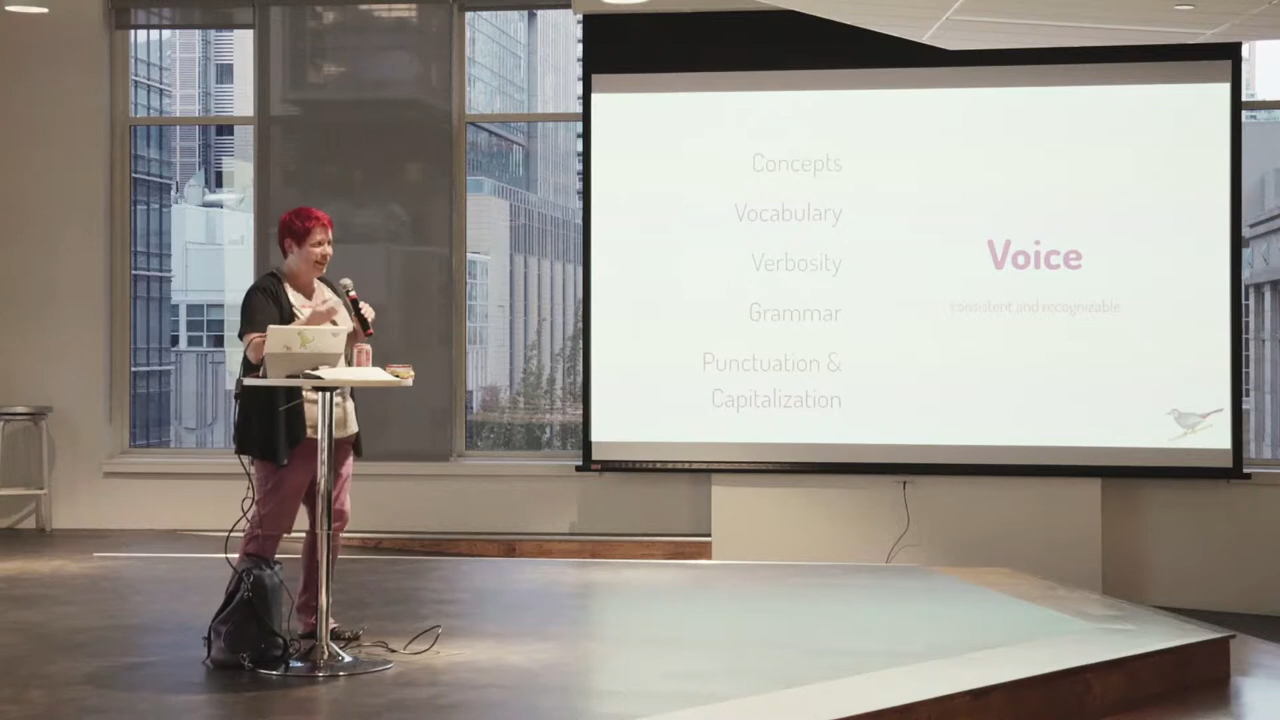 Concepts
Vocabulary
Verbosity
Grammar
Punctuation &
Capitalization
Voice
consistent and recognizable